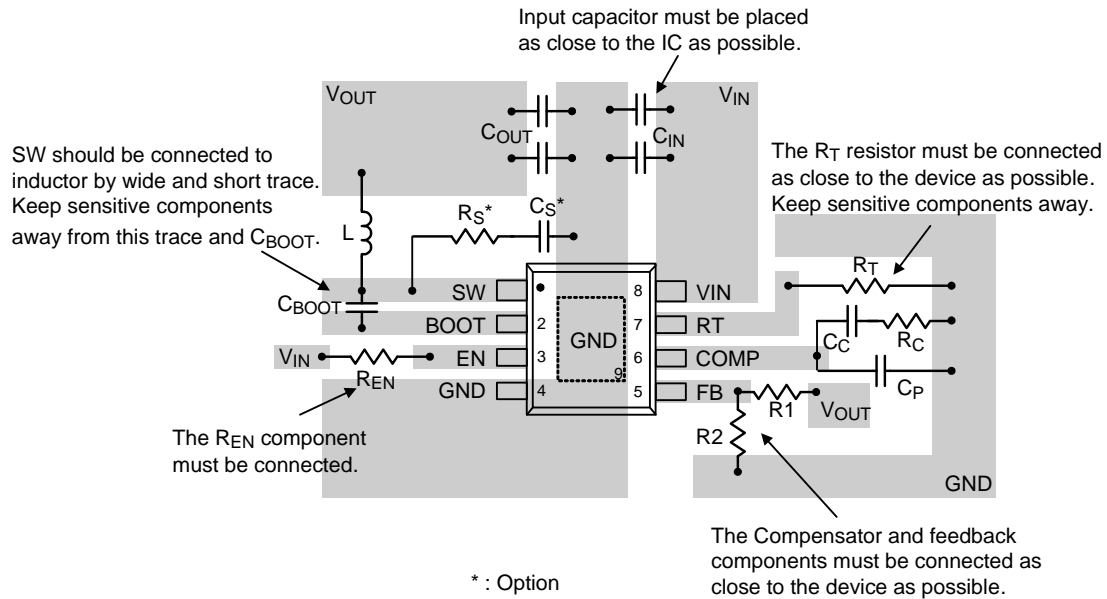 Input capacitor must be placed
as close to the IC as possible.
VOUT
VIN
COUT
CIN
SW should be connected to
inductor by wide and short trace.
Keep sensitive components
away from this trace and CBOOT.
The RT resistor must be connected
as close to the device as possible.
Keep sensitive components away.
L
RS*
CS*
RT
CBOOT
SW
8
VIN
BOOT
2
GND
7
RT
CC
RC
VIN
EN
3
6
COMP
REN
9
CP
GND
4
5
FB
R1
VOUT
R2
The REN component
must be connected.
GND
The Compensator and feedback
components must be connected as
close to the device as possible.
* : Option